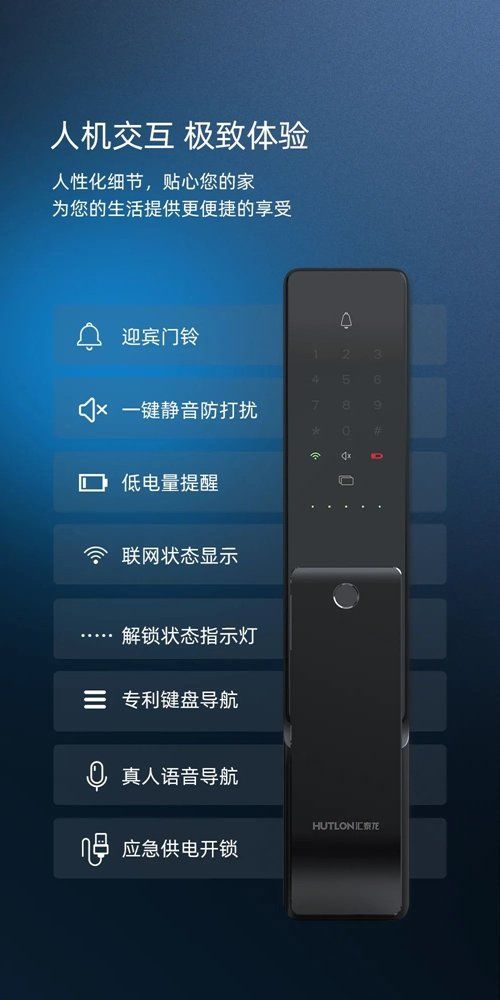 人机交互 极致体验
人性化细节，贴心您的家
为您的生活提供更便捷的享受
迎宾门铃
一键静音防打扰
低电量提醒
联网状态显示
解锁状态指示灯
专利键盘导航
真人语音导航
应急供电开锁
1 2 3
4 5 6
7 8 9
* 0 #
HUTLON汇泰龙